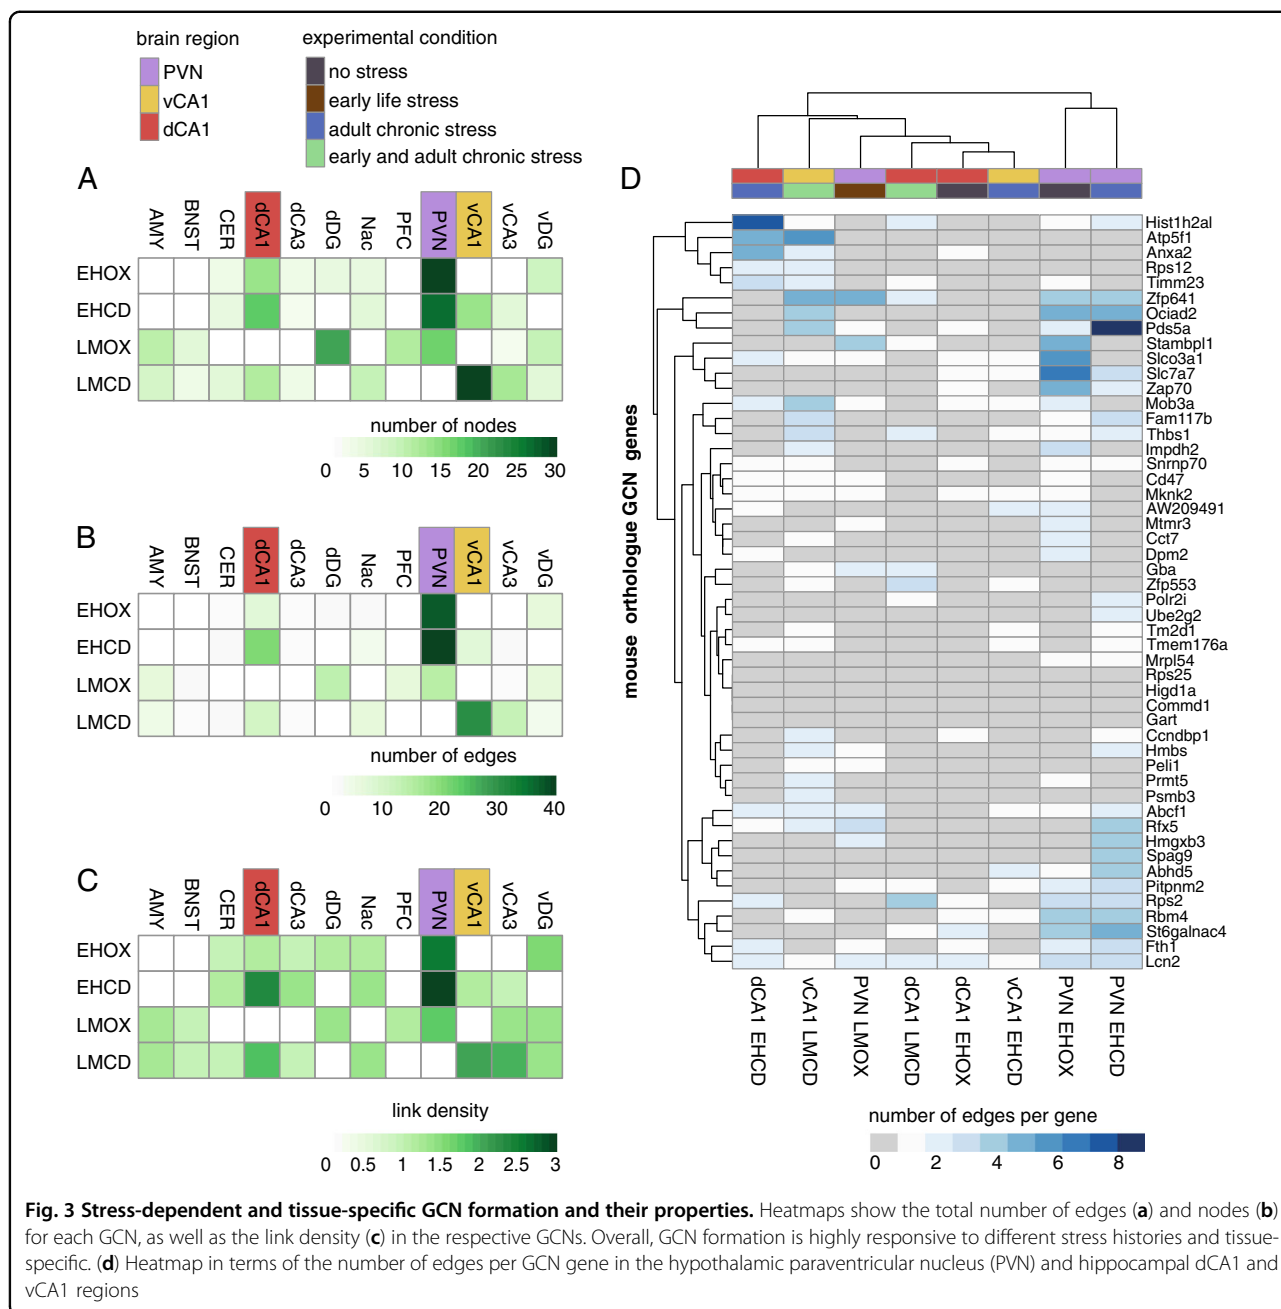 brain region
PVN
vCA1
dCA1
experimental condition
no stress
early life stress
adult chronic stress
early and adult chronic stress
A
AMY BNST CER dCA1 dCA3 dDG Nac PFC PVN vCA1 vCA3 vDG
EHOX
EHCD
LMOX
LMCD
number of nodes
0 5 10 15 20 25 30
B
AMY BNST CER dCA1 dCA3 dDG Nac PFC PVN vCA1 vCA3 vDG
EHOX
EHCD
LMOX
LMCD
number of edges
0 10 20 30 40
C
AMY BNST CER dCA1 dCA3 dDG Nac PFC PVN vCA1 vCA3 vDG
EHOX
EHCD
LMOX
LMCD
link density
0 0.5 1 1.5 2 2.5 3
D
mouse orthologue GCN genes
Hist1h2al
Atp5f1
Anxa2
Rps12
Timm23
Zfp641
Ociad2
Pds5a
Stambpl1
Slco3a1
Slc7a7
Zap70
Mob3a
Fam117b
Thbs1
Impdh2
Snrnp70
Cd47
Mknk2
AW209491
Mtmr3
Cct7
Dpm2
Gba
Zfp553
Polr2i
Ube2g2
Tm2d1
Tmem176a
Mrpl54
Rps25
Higd1a
Commd1
Gart
Ccndbp1
Hmbs
Peli1
Prmt5
Psmb3
Abcf1
Rfx5
Hmgxb3
Spag9
Abhd5
Pitpnm2
Rps2
Rbm4
St6galnac4
Fth1
Lcn2
dCA1 EHCD
vCA1 LMCD
PVN LMOX
dCA1 LMCD
dCA1 EHOX
vCA1 EHCD
PVN EHOX
PVN EHCD
number of edges per gene
0 2 4 6 8
Fig. 3 Stress-dependent and tissue-specific GCN formation and their properties. Heatmaps show the total number of edges (a) and nodes (b)
for each GCN, as well as the link density (c) in the respective GCNs. Overall, GCN formation is highly responsive to different stress histories and tissue-
specific. (d) Heatmap in terms of the number of edges per GCN gene in the hypothalamic paraventricular nucleus (PVN) and hippocampal dCA1 and
vCA1 regions